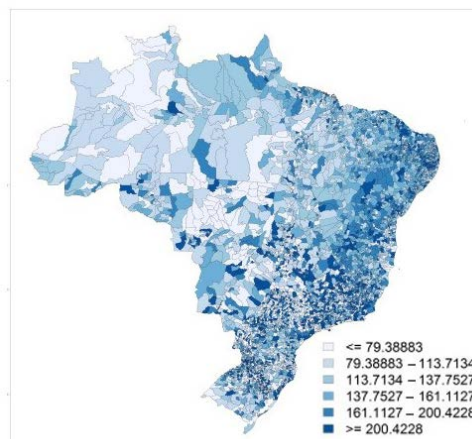 <= 79.38883
79.38883 – 113.7134
113.7134 – 137.7527
137.7527 – 161.1127
161.1127 – 200.4228
>= 200.4228